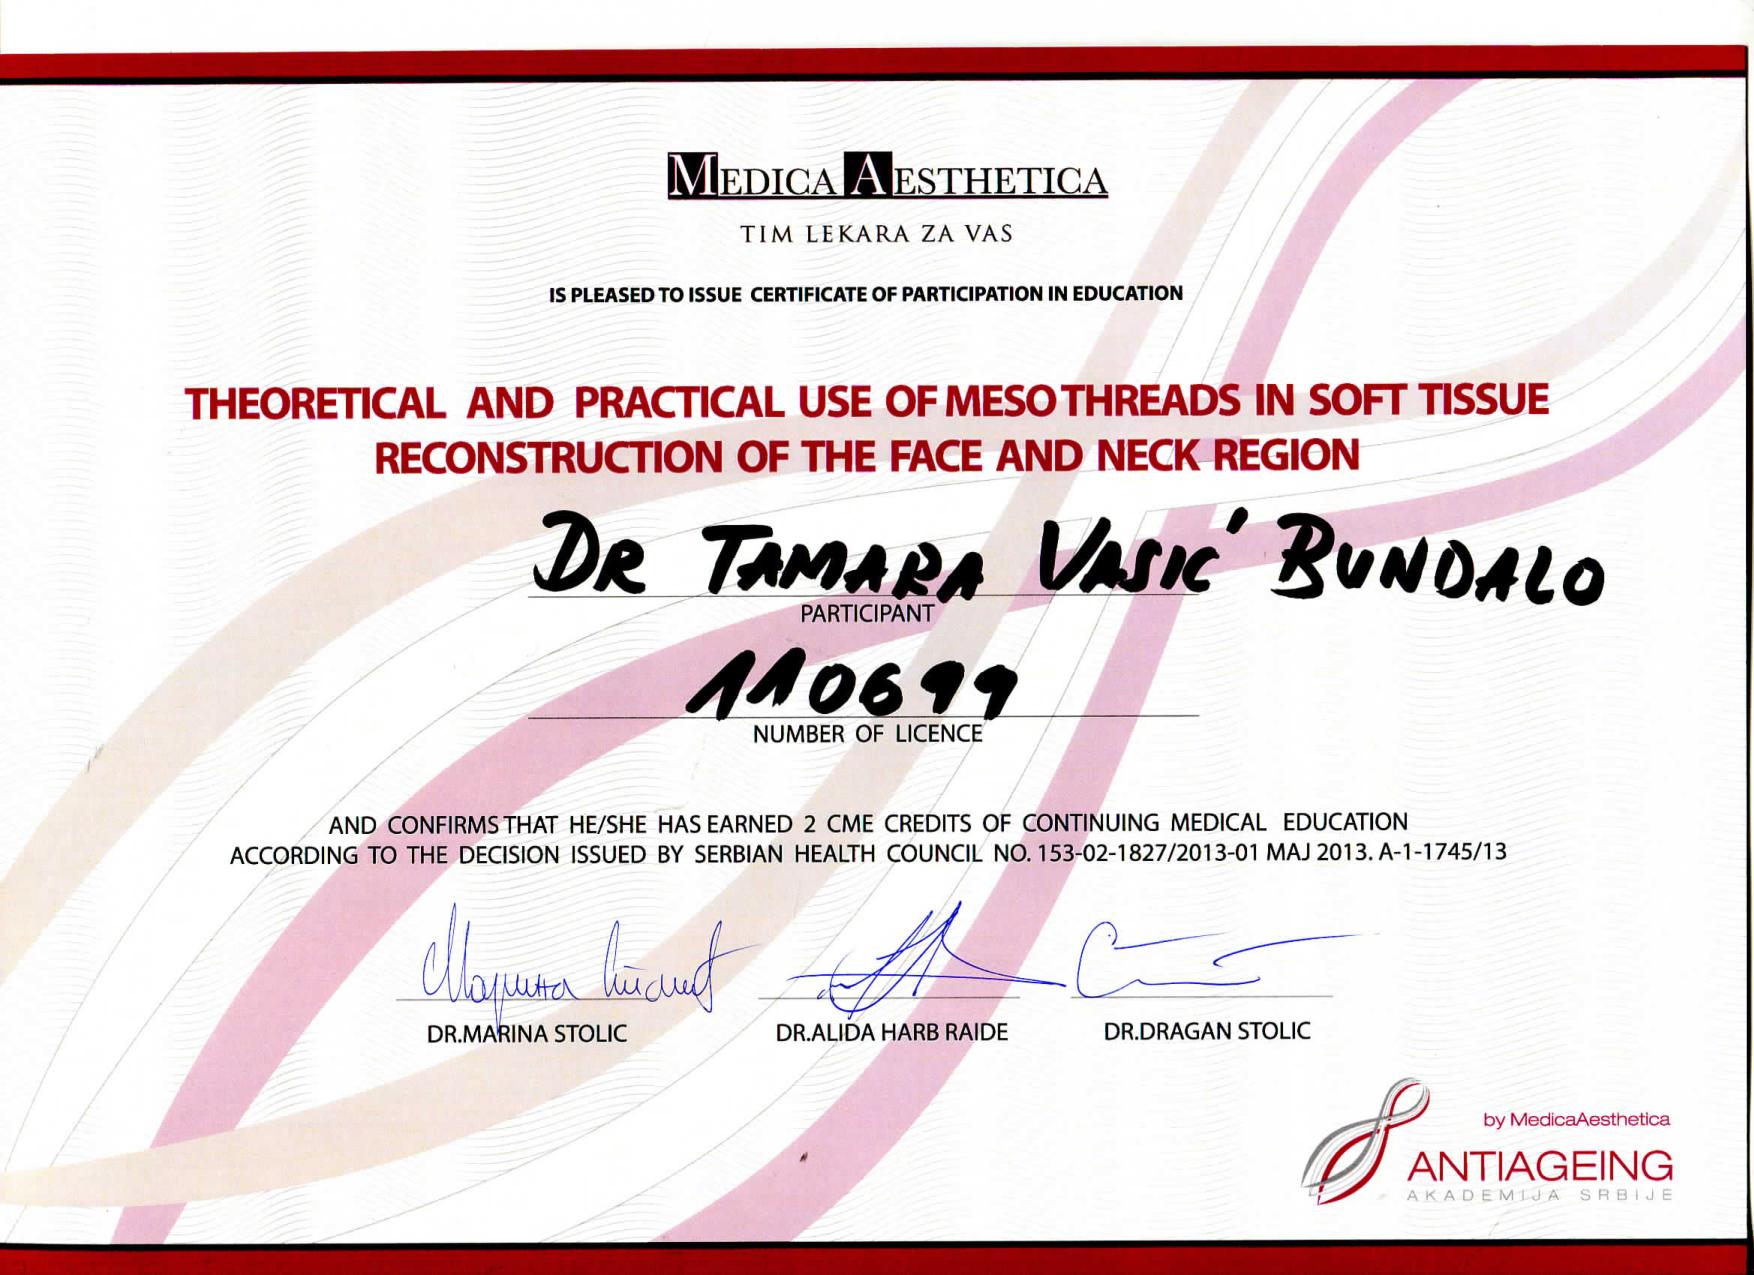 MEDICA AESTHETICA
TIM LEKARA ZA VAS
IS PLEASED TO ISSUE CERTIFICATE OF PARTICIPATION IN EDUCATION
THEORETICAL AND PRACTICAL USE OF MESOTHREADS IN SOFT TISSUE
RECONSTRUCTION OF THE FACE AND NECK REGION
DR TAMARA VASIĆ BUNDALO
PARTICIPANT
110699
NUMBER OF LICENCE
AND CONFIRMS THAT HE/SHE HAS EARNED 2 CME CREDITS OF CONTINUING MEDICAL EDUCATION
ACCORDING TO THE DECISION ISSUED BY SERBIAN HEALTH COUNCIL NO. 153-02-1827/2013-01 MAJ 2013. A-1-1745/13
DR.MARINA STOLIC DR.ALIDA HARB RAIDE DR.DRAGAN STOLIC
by MedicaAesthetica
ANTIAGEING
AKADEMIJA SRBIJE